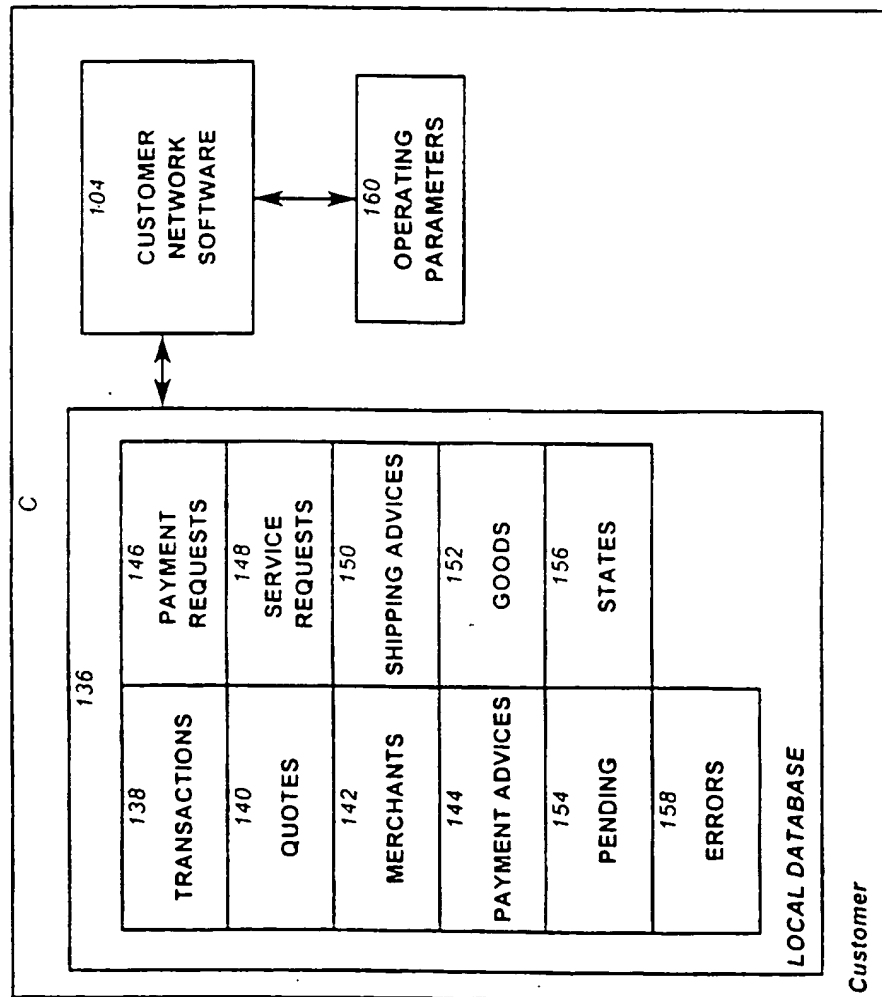 C
136
138
TRANSACTIONS
146
PAYMENT
REQUESTS
140
QUOTES
148
SERVICE
REQUESTS
142
MERCHANTS
150
SHIPPING ADVICES
144
PAYMENT ADVICES
152
GOODS
154
PENDING
156
STATES
158
ERRORS
LOCAL DATABASE
104
CUSTOMER
NETWORK
SOFTWARE
160
OPERATING
PARAMETERS
Customer